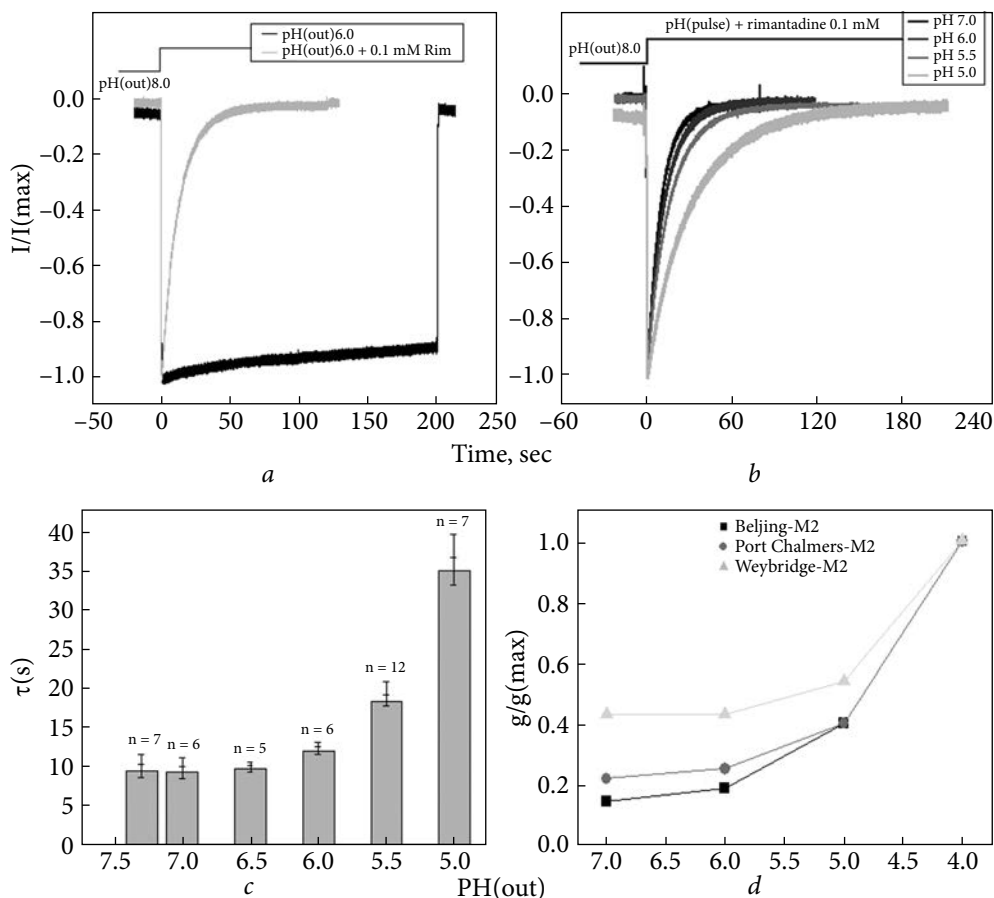 pH(out)6.0
pH(out)6.0 + 0.1 mM Rim
pH(out)8.0
0.0
–0.2
–0.4
–0.6
–0.8
–1.0
I/I(max)
–50 0 50 100 150 200 250
a
pH(pulse) + rimantadine 0.1 mM
pH 7.0
pH 6.0
pH 5.5
pH 5.0
pH(out)8.0
0.0
–0.2
–0.4
–0.6
–0.8
–1.0
–60 0 60 120 180 240
b
Time, sec
40
35
30
25
20
15
10
5
0
τ(s)
n = 7
n = 6
n = 5
n = 6
n = 12
n = 7
7.5 7.0 6.5 6.0 5.5 5.0
c
PH(out)
Beljing-M2
Port Chalmers-M2
Weybridge-M2
1.0
0.8
0.6
0.4
0.2
0.0
g/g(max)
7.0 6.5 6.0 5.5 5.0 4.5 4.0
d